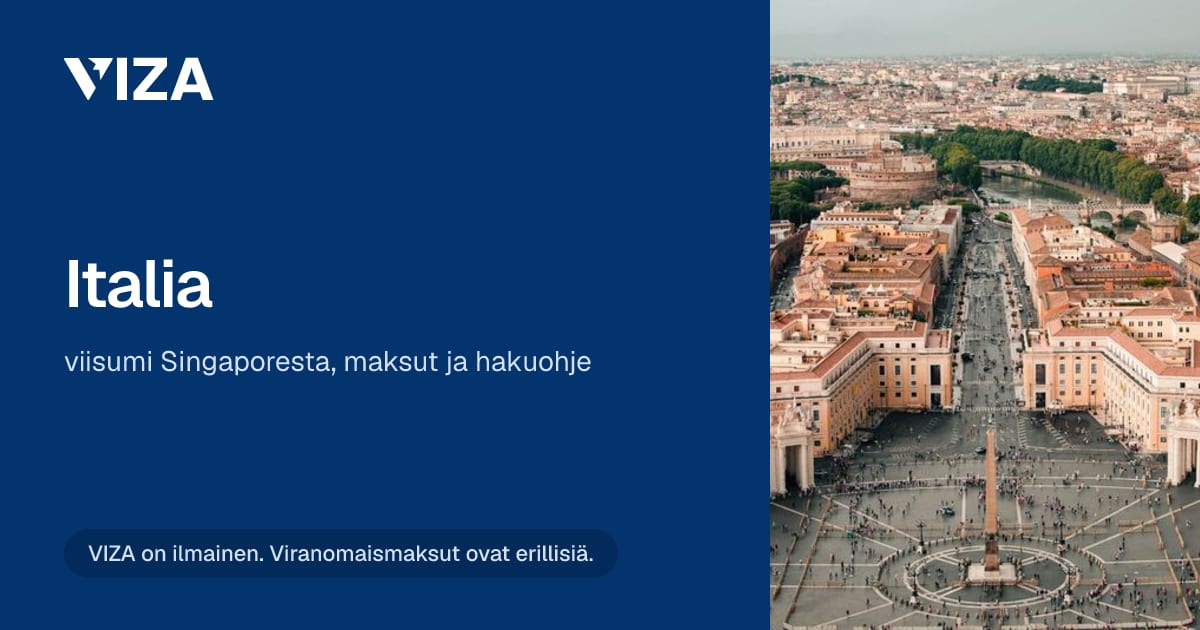 VIZA
Italia
viisumi Singaporesta, maksut ja hakuohje
VIZA on ilmainen. Viranomaismaksut ovat erillisiä.